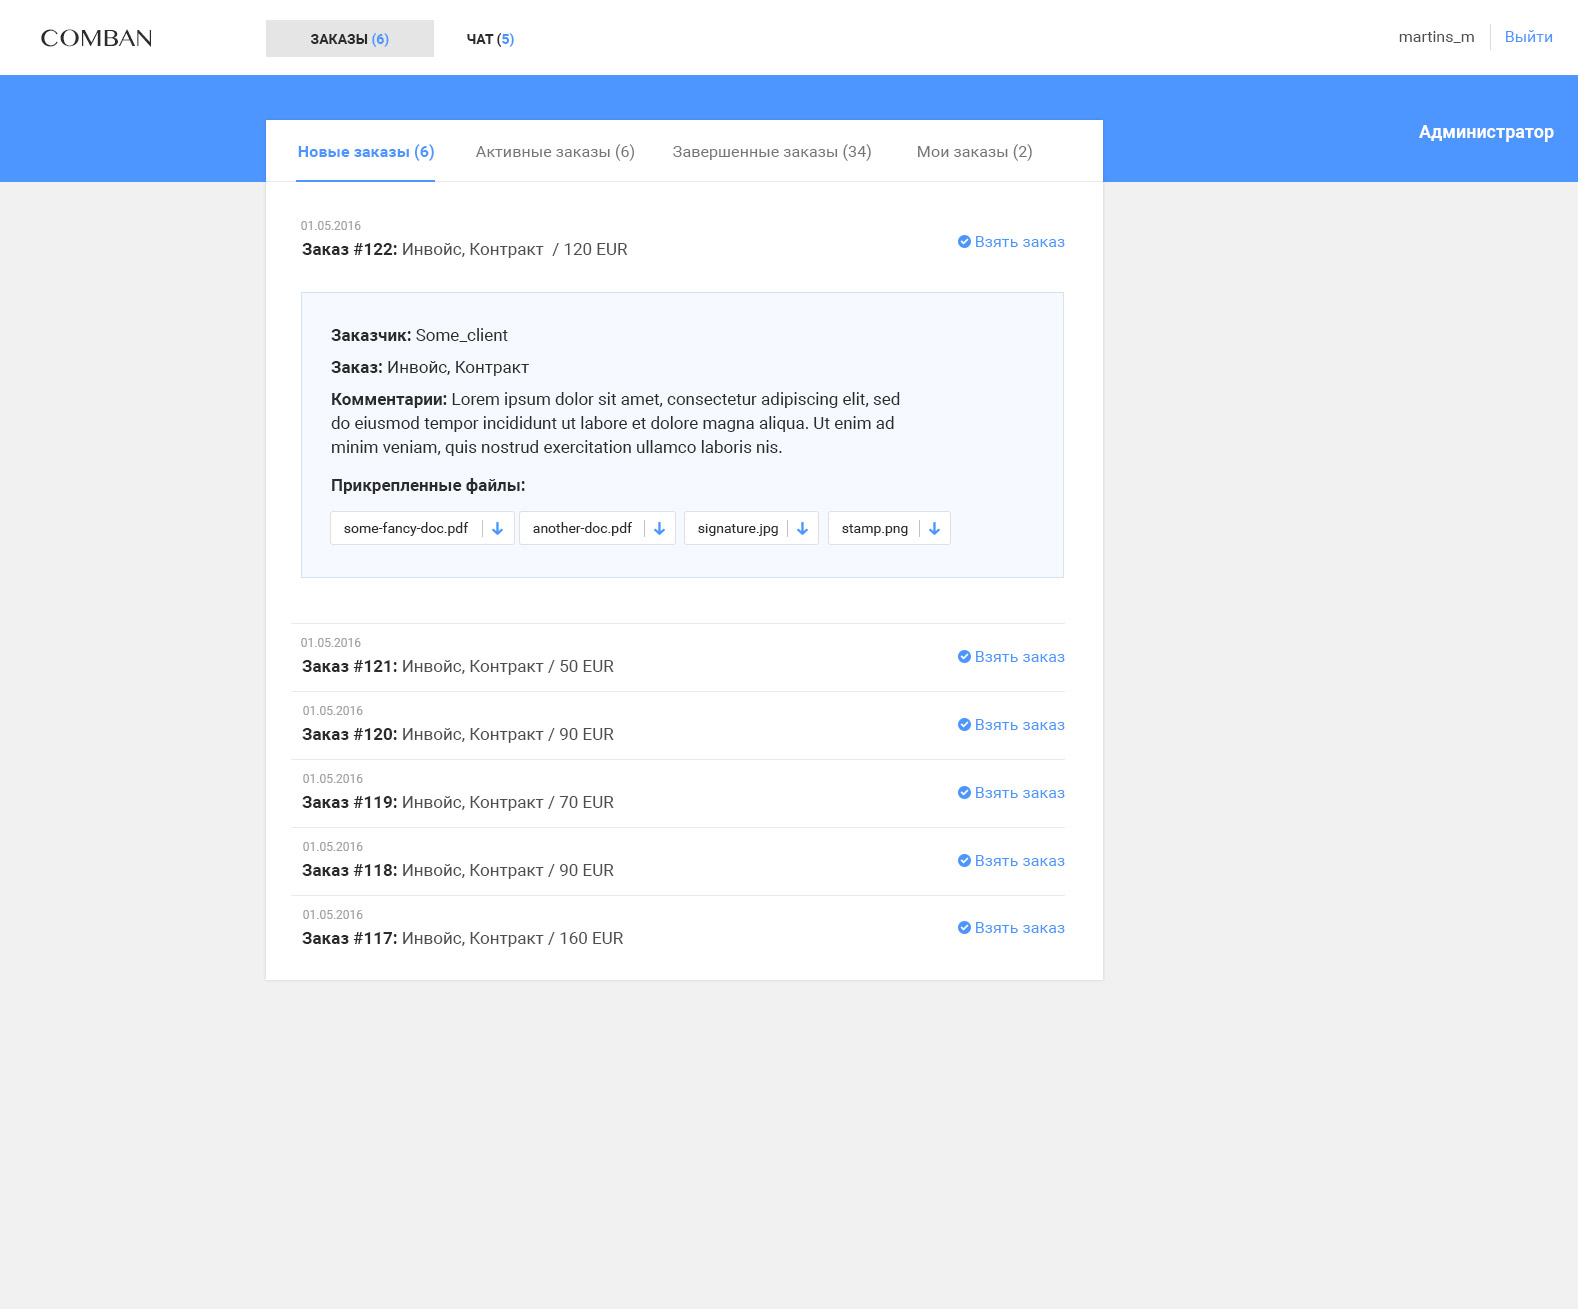 COMBAN
ЗАКАЗЫ (6)
ЧАТ (5)
martins_m
Выйти
Администратор
Новые заказы (6)
Активные заказы (6)
Завершенные заказы (34)
Мои заказы (2)
01.05.2016
Заказ #122: Инвойс, Контракт / 120 EUR
Взять заказ
Заказчик: Some_client
Заказ: Инвойс, Контракт
Комментарии: Lorem ipsum dolor sit amet, consectetur adipiscing elit, sed
do eiusmod tempor incididunt ut labore et dolore magna aliqua. Ut enim ad
minim veniam, quis nostrud exercitation ullamco laboris nis.
Прикрепленные файлы:
some-fancy-doc.pdf
another-doc.pdf
signature.jpg
stamp.png
01.05.2016
Заказ #121: Инвойс, Контракт / 50 EUR
Взять заказ
01.05.2016
Заказ #120: Инвойс, Контракт / 90 EUR
Взять заказ
01.05.2016
Заказ #119: Инвойс, Контракт / 70 EUR
Взять заказ
01.05.2016
Заказ #118: Инвойс, Контракт / 90 EUR
Взять заказ
01.05.2016
Заказ #117: Инвойс, Контракт / 160 EUR
Взять заказ